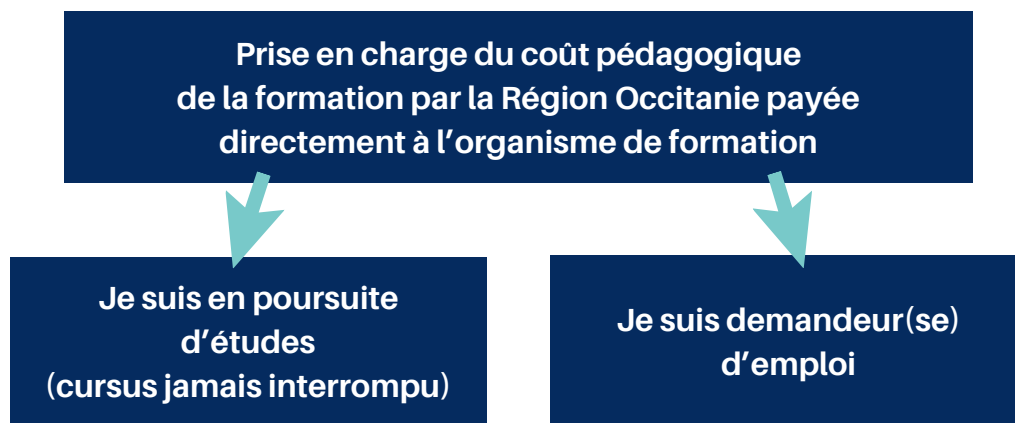 Prise en charge du coût pédagogique
de la formation par la Région Occitanie payée
directement à l’organisme de formation
Je suis en poursuite
d’études
(cursus jamais interrompu)
Je suis demandeur(se)
d’emploi